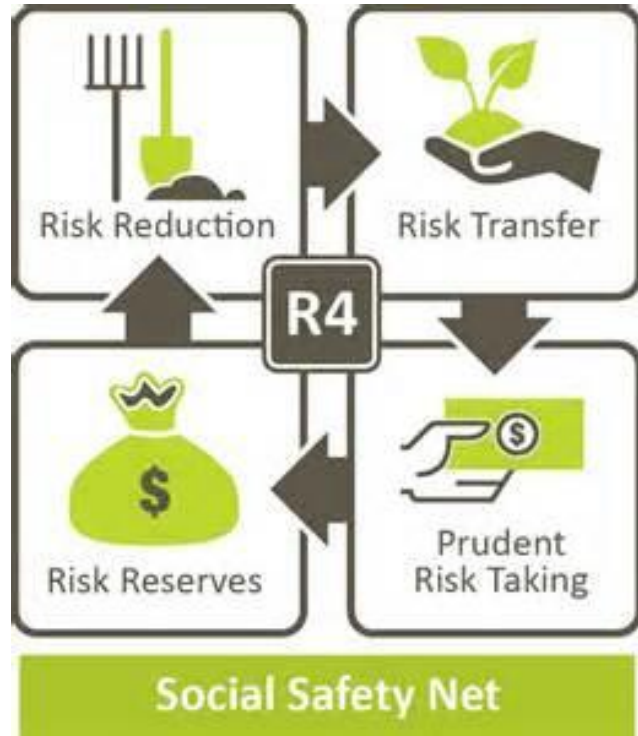 Risk Reduction
Risk Transfer
R4
$
Risk Reserves
$
Prudent
Risk Taking
Social Safety Net